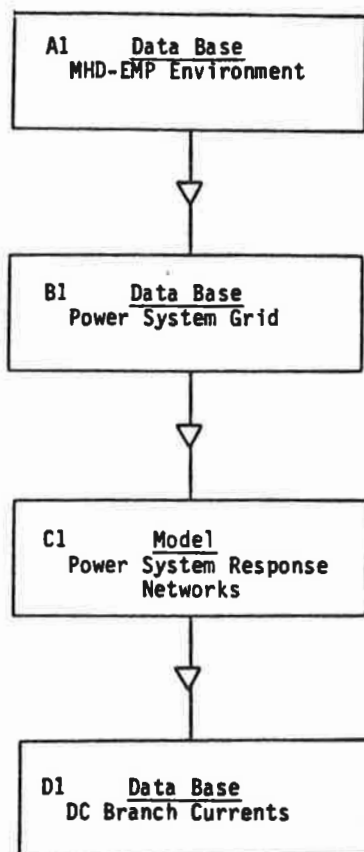 A1 Data Base
MHD-EMP Environment
B1 Data Base
Power System Grid
C1 Model
Power System Response
Networks
D1 Data Base
DC Branch Currents